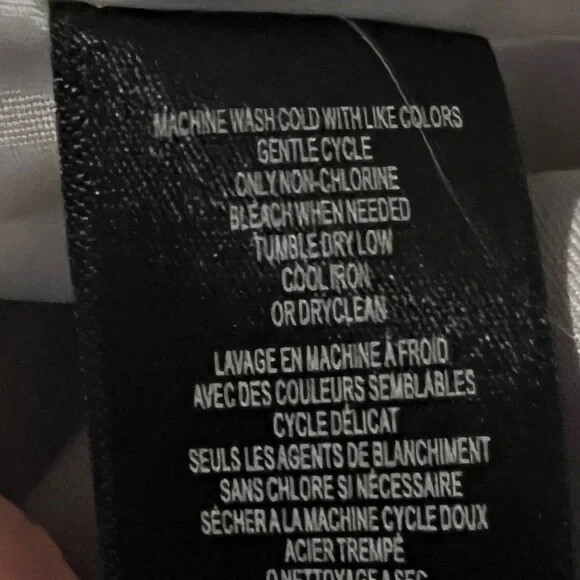 MACHINE WASH COLD WITH LIKE COLORS
GENTLE CYCLE
ONLY NON-CHLORINE
BLEACH WHEN NEEDED
TUMBLE DRY LOW
COOL IRON
OR DRYCLEAN
LAVAGE EN MACHINE À FROID
AVEC DES COULEURS SEMBLABLES
CYCLE DÉLICAT
SEULS LES AGENTS DE BLANCHIMENT
SANS CHLORE SI NÉCESSAIRE
SÉCHER A LA MACHINE CYCLE DOUX
ACIER TREMPÉ
O NETTOYAGE A SEC